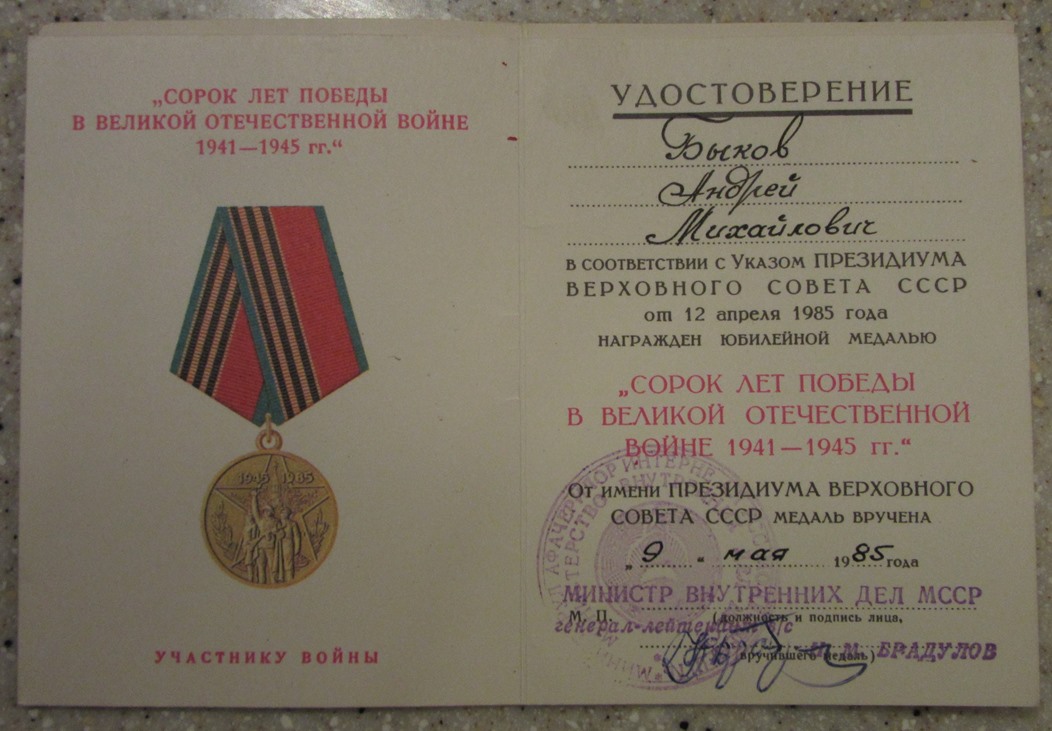 „СОРОК ЛЕТ ПОБЕДЫ
В ВЕЛИКОЙ ОТЕЧЕСТВЕННОЙ ВОЙНЕ
1941—1945 гг.“
1945 1985
УЧАСТНИКУ ВОЙНЫ
УДОСТОВЕРЕНИЕ
Быков
Андрей
Михайлович
В СООТВЕТСТВИИ С УКАЗОМ ПРЕЗИДИУМА
ВЕРХОВНОГО СОВЕТА СССР
от 12 апреля 1985 года
НАГРАЖДЕН ЮБИЛЕЙНОЙ МЕДАЛЬЮ
„СОРОК ЛЕТ ПОБЕДЫ
В ВЕЛИКОЙ ОТЕЧЕСТВЕННОЙ
ВОЙНЕ 1941—1945 гг.“
От имени ПРЕЗИДИУМА ВЕРХОВНОГО
СОВЕТА СССР МЕДАЛЬ ВРУЧЕНА
„9“ мая 1985 года
МИНИСТР ВНУТРЕННИХ ДЕЛ МССР
М. П. (должность и подпись лица,
генерал-лейтенант в/с
вручившего медаль) Н. М. БРАДУЛОВ